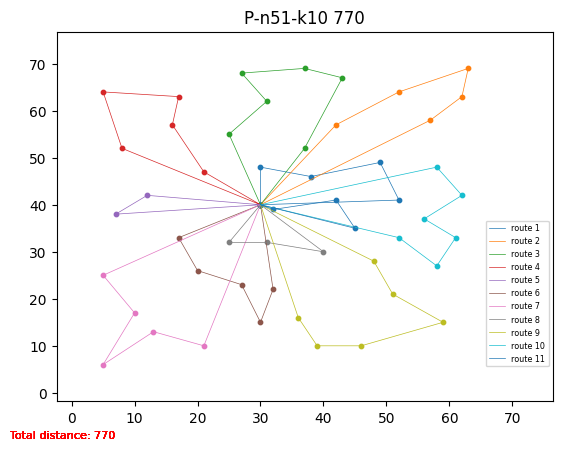 P-n51-k10 770
70
60
50
40
30
20
10
0
route 1
route 2
route 3
route 4
route 5
route 6
route 7
route 8
route 9
route 10
route 11
0 10 20 30 40 50 60 70
Total distance: 770